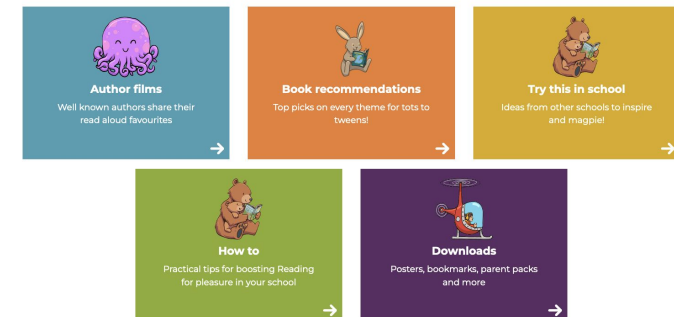 Author films
Well known authors share their
read aloud favourites
Book recommendations
Top picks on every theme for tots to
tweens!
Try this in school
Ideas from other schools to inspire
and magpie!
How to
Practical tips for boosting Reading
for pleasure in your school
Downloads
Posters, bookmarks, parent packs
and more